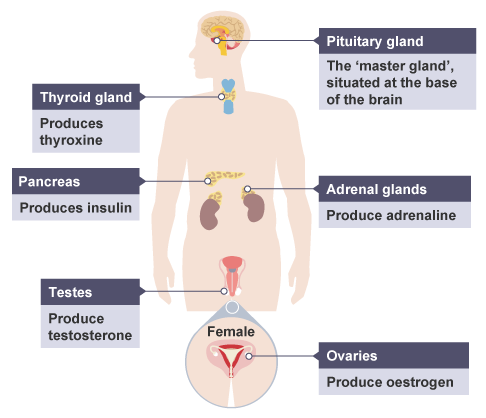 Pituitary gland
The ‘master gland’,
situated at the base
of the brain
Thyroid gland
Produces
thyroxine
Pancreas
Produces insulin
Adrenal glands
Produce adrenaline
Testes
Produce
testosterone
Female
Ovaries
Produce oestrogen